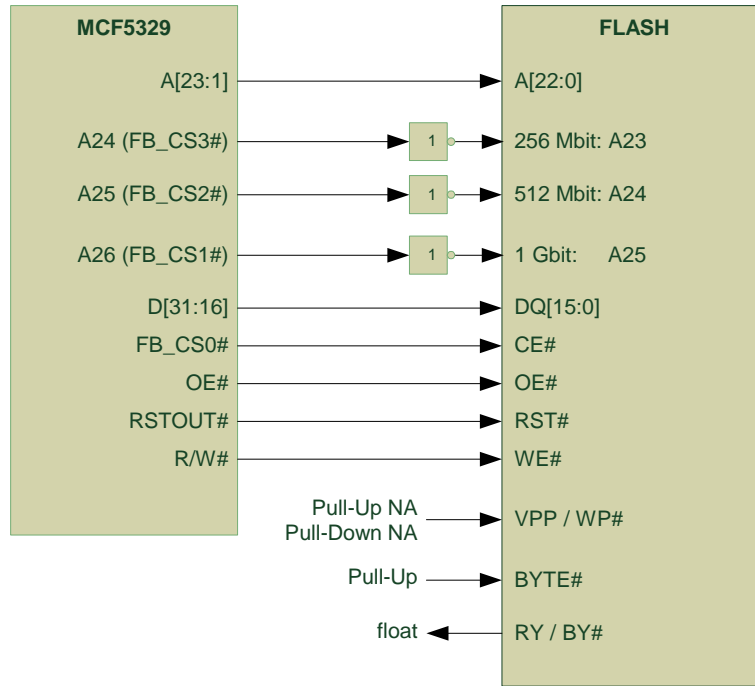 MCF5329
FLASH
A[23:1]
A[22:0]
A24 (FB_CS3#)
1
256 Mbit: A23
A25 (FB_CS2#)
1
512 Mbit: A24
A26 (FB_CS1#)
1
1 Gbit: A25
D[31:16]
DQ[15:0]
FB_CS0#
CE#
OE#
OE#
RSTOUT#
RST#
R/W#
WE#
Pull-Up NA
Pull-Down NA
VPP / WP#
Pull-Up
BYTE#
float
RY / BY#